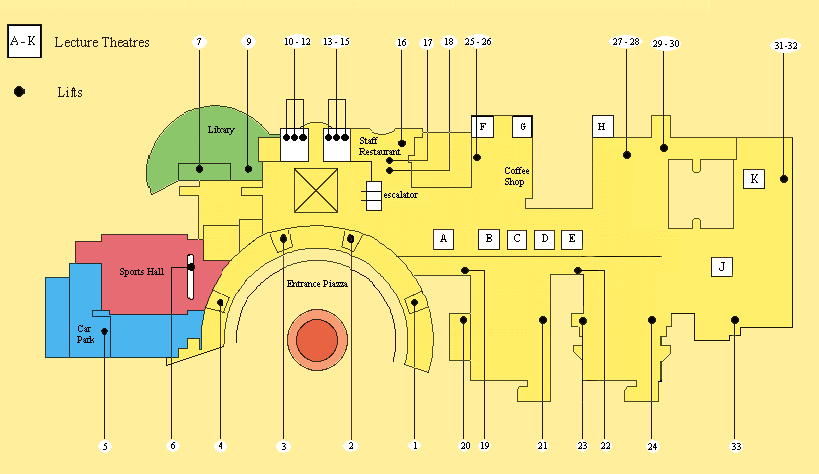 7
9
10 - 12
13 - 15
16
17
18
25 - 26
27 - 28
29 - 30
31-32
A - K Lecture Theatres
Lifts
Library
Staff
Restaurant
F
G
H
Coffee
Shop
K
escalator
A
B
C
D
E
J
Sports Hall
Entrance Piazza
Car
Park
5
6
4
3
2
1
20
19
21
23
22
24
33